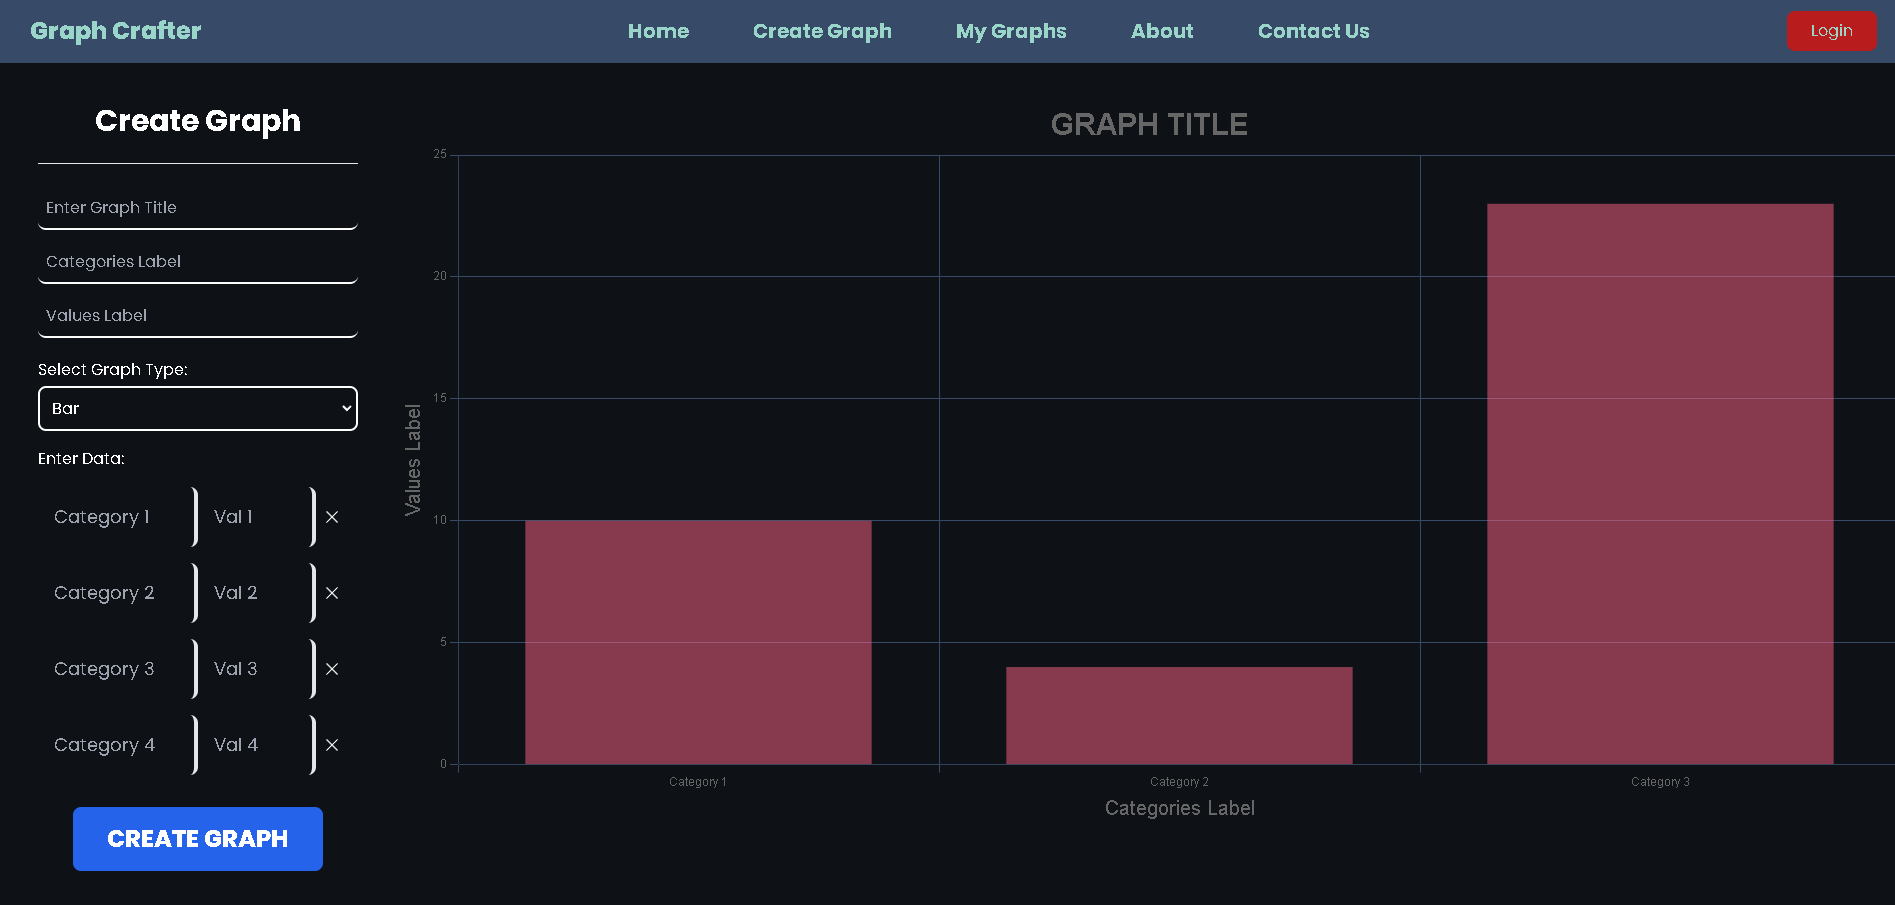 Graph Crafter
Home
Create Graph
My Graphs
About
Contact Us
Login
Create Graph
Enter Graph Title
Categories Label
Values Label
Select Graph Type:
Bar
Enter Data:
Category 1 Val 1 ×
Category 2 Val 2 ×
Category 3 Val 3 ×
Category 4 Val 4 ×
CREATE GRAPH
GRAPH TITLE
Values Label
25
20
15
10
5
0
Category 1 Category 2 Category 3
Categories Label